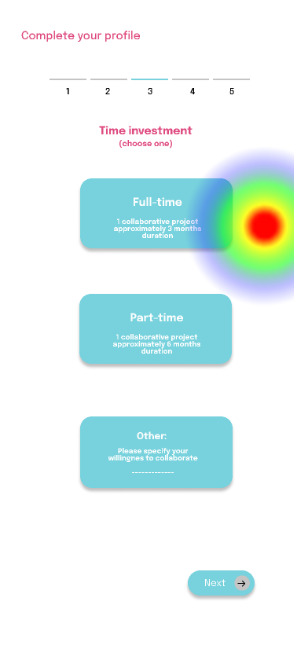 Complete your profile
1 2 3 4 5
Time investment
(choose one)
Full-time
1 collaborative project
approximately 3 months
duration
Part-time
1 collaborative project
approximately 6 months
duration
Other:
Please specify your
willingnes to collaborate
-------------
Next →